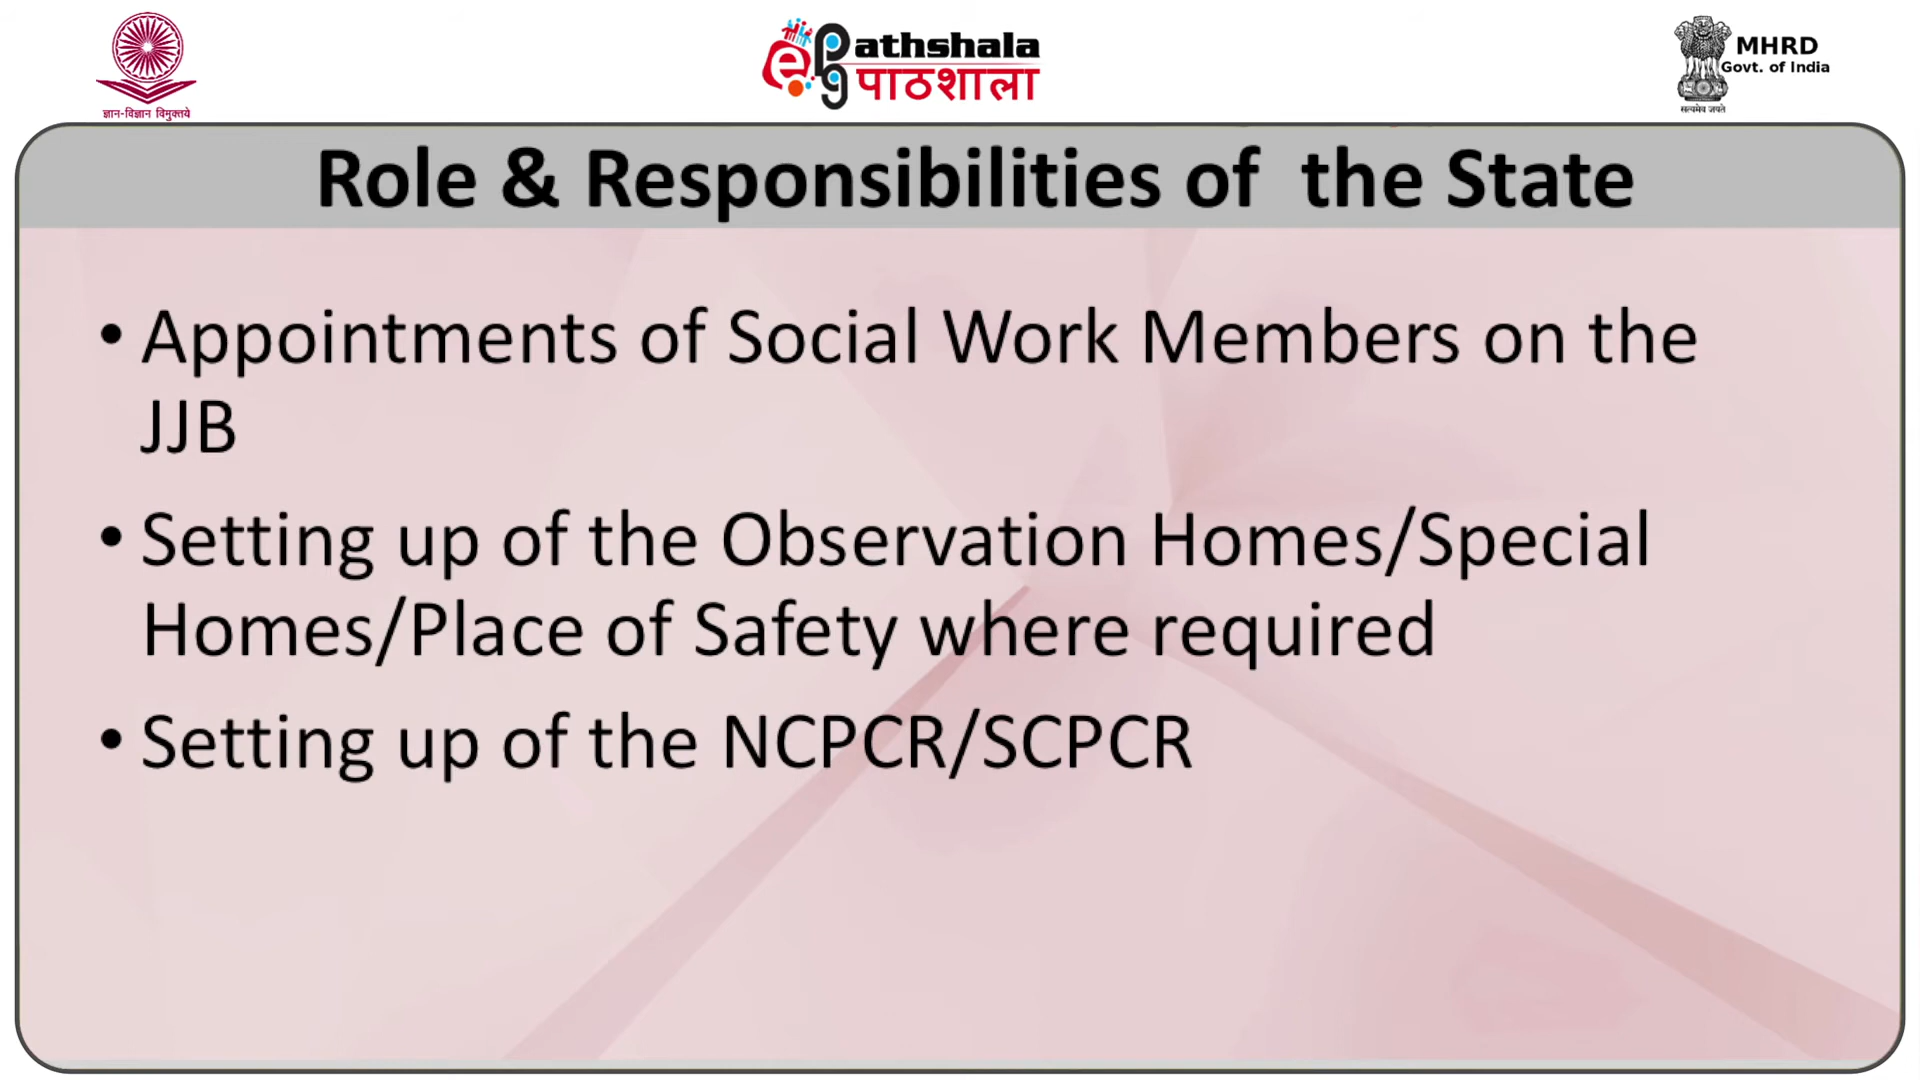 ज्ञान-विज्ञान विमुक्तये
ePG
athshala
पाठशाला
MHRD
Govt. of India
सत्यमेव जयते
Role & Responsibilities of the State
• Appointments of Social Work Members on the
JJB
• Setting up of the Observation Homes/Special
Homes/Place of Safety where required
• Setting up of the NCPCR/SCPCR